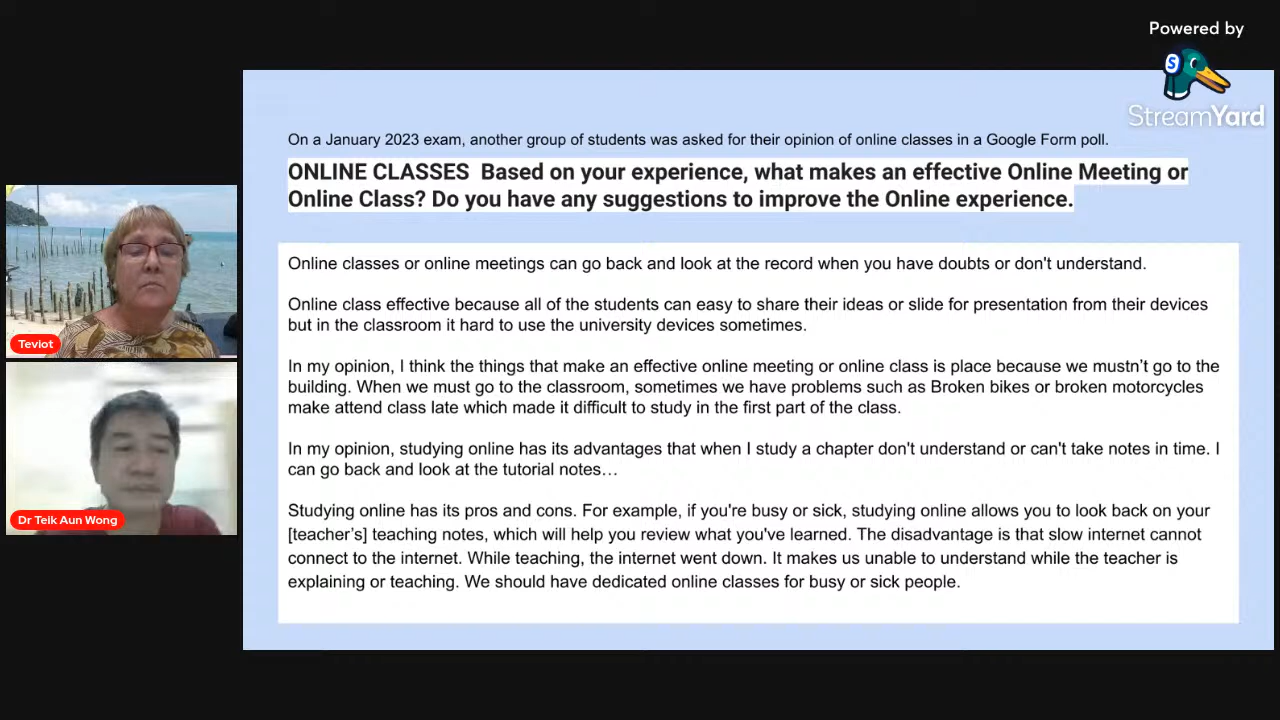 Powered by
S
StreamYard
On a January 2023 exam, another group of students was asked for their opinion of online classes in a Google Form poll.
ONLINE CLASSES  Based on your experience, what makes an effective Online Meeting or
Online Class? Do you have any suggestions to improve the Online experience.
Online classes or online meetings can go back and look at the record when you have doubts or don't understand.
Online class effective because all of the students can easy to share their ideas or slide for presentation from their devices
but in the classroom it hard to use the university devices sometimes.
In my opinion, I think the things that make an effective online meeting or online class is place because we mustn’t go to the
building. When we must go to the classroom, sometimes we have problems such as Broken bikes or broken motorcycles
make attend class late which made it difficult to study in the first part of the class.
In my opinion, studying online has its advantages that when I study a chapter don't understand or can't take notes in time. I
can go back and look at the tutorial notes…
Studying online has its pros and cons. For example, if you're busy or sick, studying online allows you to look back on your
[teacher’s] teaching notes, which will help you review what you've learned. The disadvantage is that slow internet cannot
connect to the internet. While teaching, the internet went down. It makes us unable to understand while the teacher is
explaining or teaching. We should have dedicated online classes for busy or sick people.
Teviot
Dr Teik Aun Wong